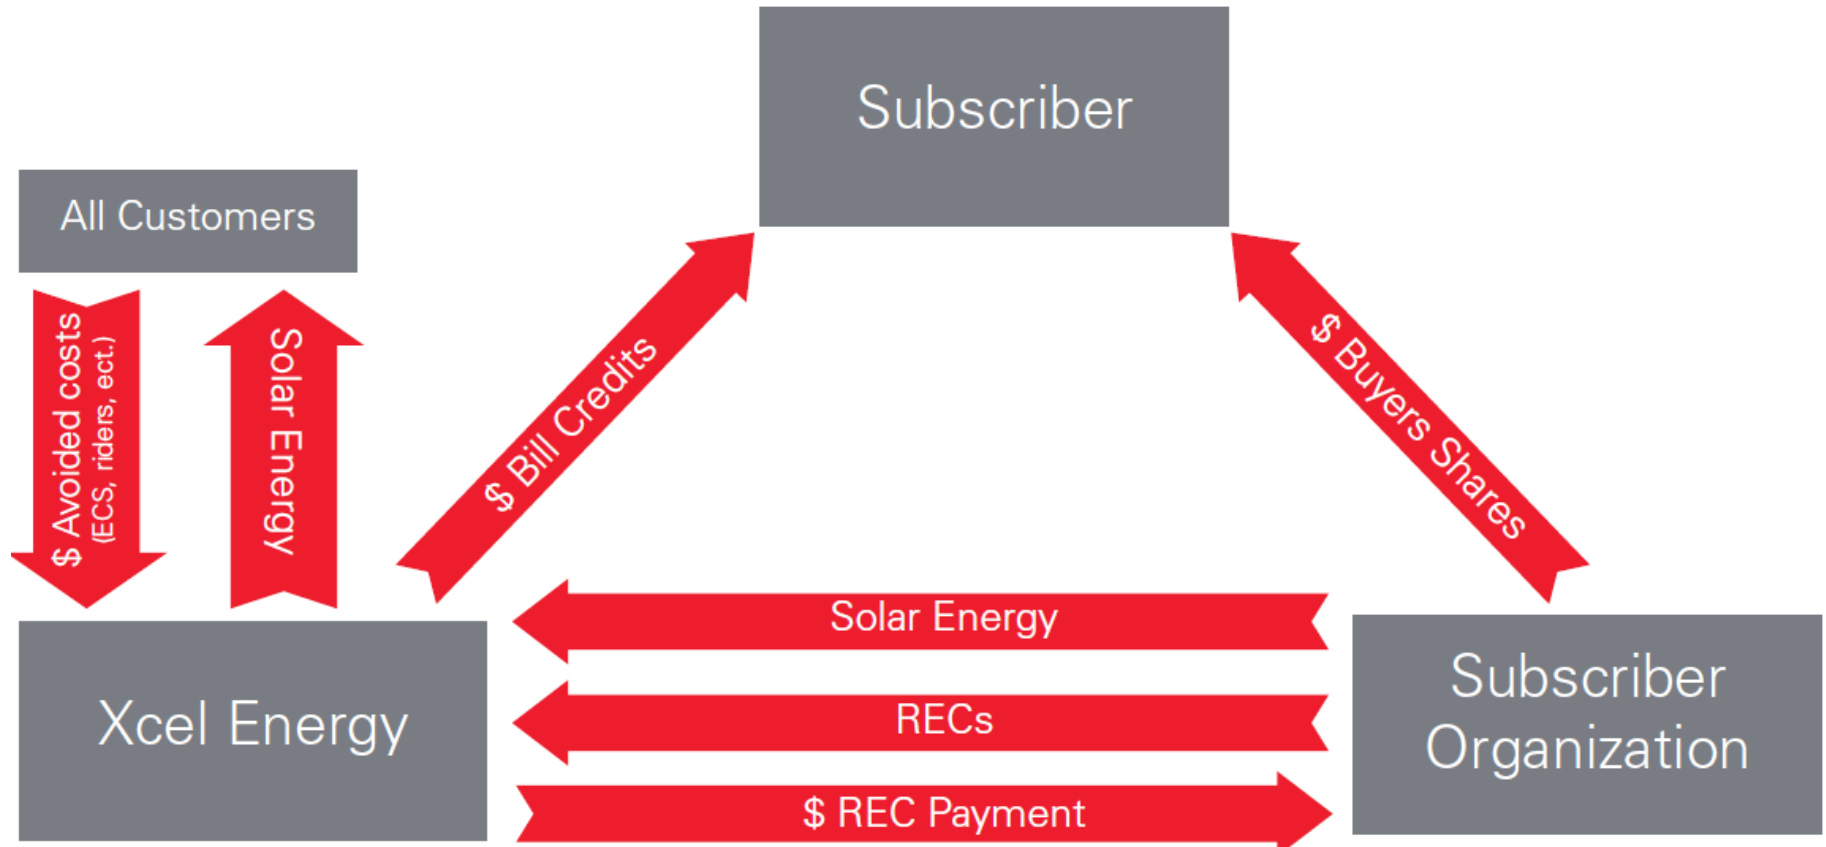 Subscriber
All Customers
$ Avoided costs
(ECS, riders, ect.)
Solar Energy
$ Bill Credits
$ Buyers Shares
Solar Energy
RECs
$ REC Payment
Xcel Energy
Subscriber
Organization